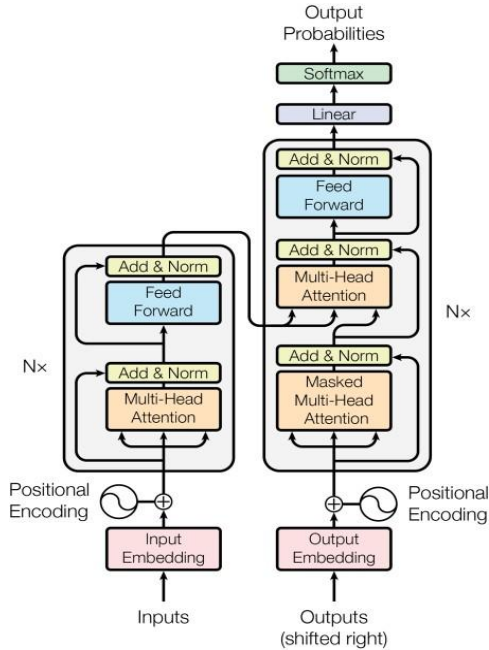 Output
Probabilities
Softmax
Linear
Add & Norm
Feed
Forward
Add & Norm
Multi-Head
Attention
Add & Norm
Masked
Multi-Head
Attention
Nx
Add & Norm
Feed
Forward
Add & Norm
Multi-Head
Attention
N×
Positional
Encoding
Positional
Encoding
Input
Embedding
Output
Embedding
Inputs
Outputs
(shifted right)